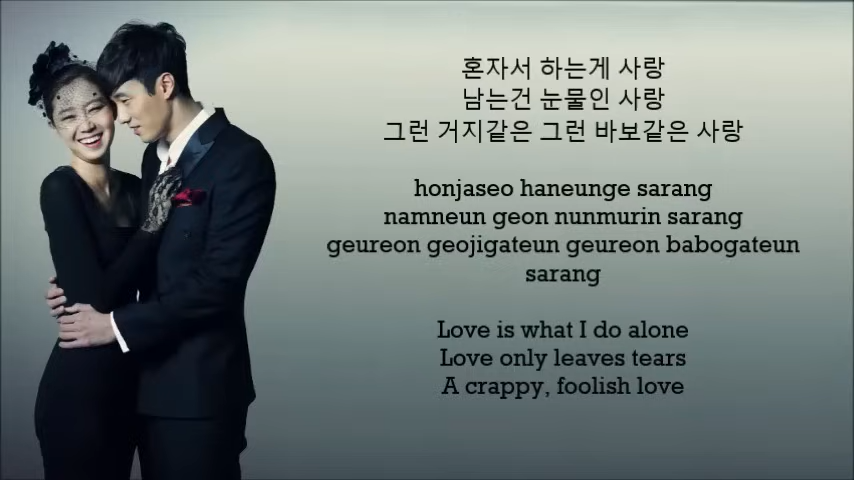 혼자서 하는게 사랑
남는건 눈물인 사랑
그런 거지같은 그런 바보같은 사랑
honjaseo haneunge sarang
namneun geon nunmurin sarang
geureon geojigateun geureon babogateun
sarang
Love is what I do alone
Love only leaves tears
A crappy, foolish love